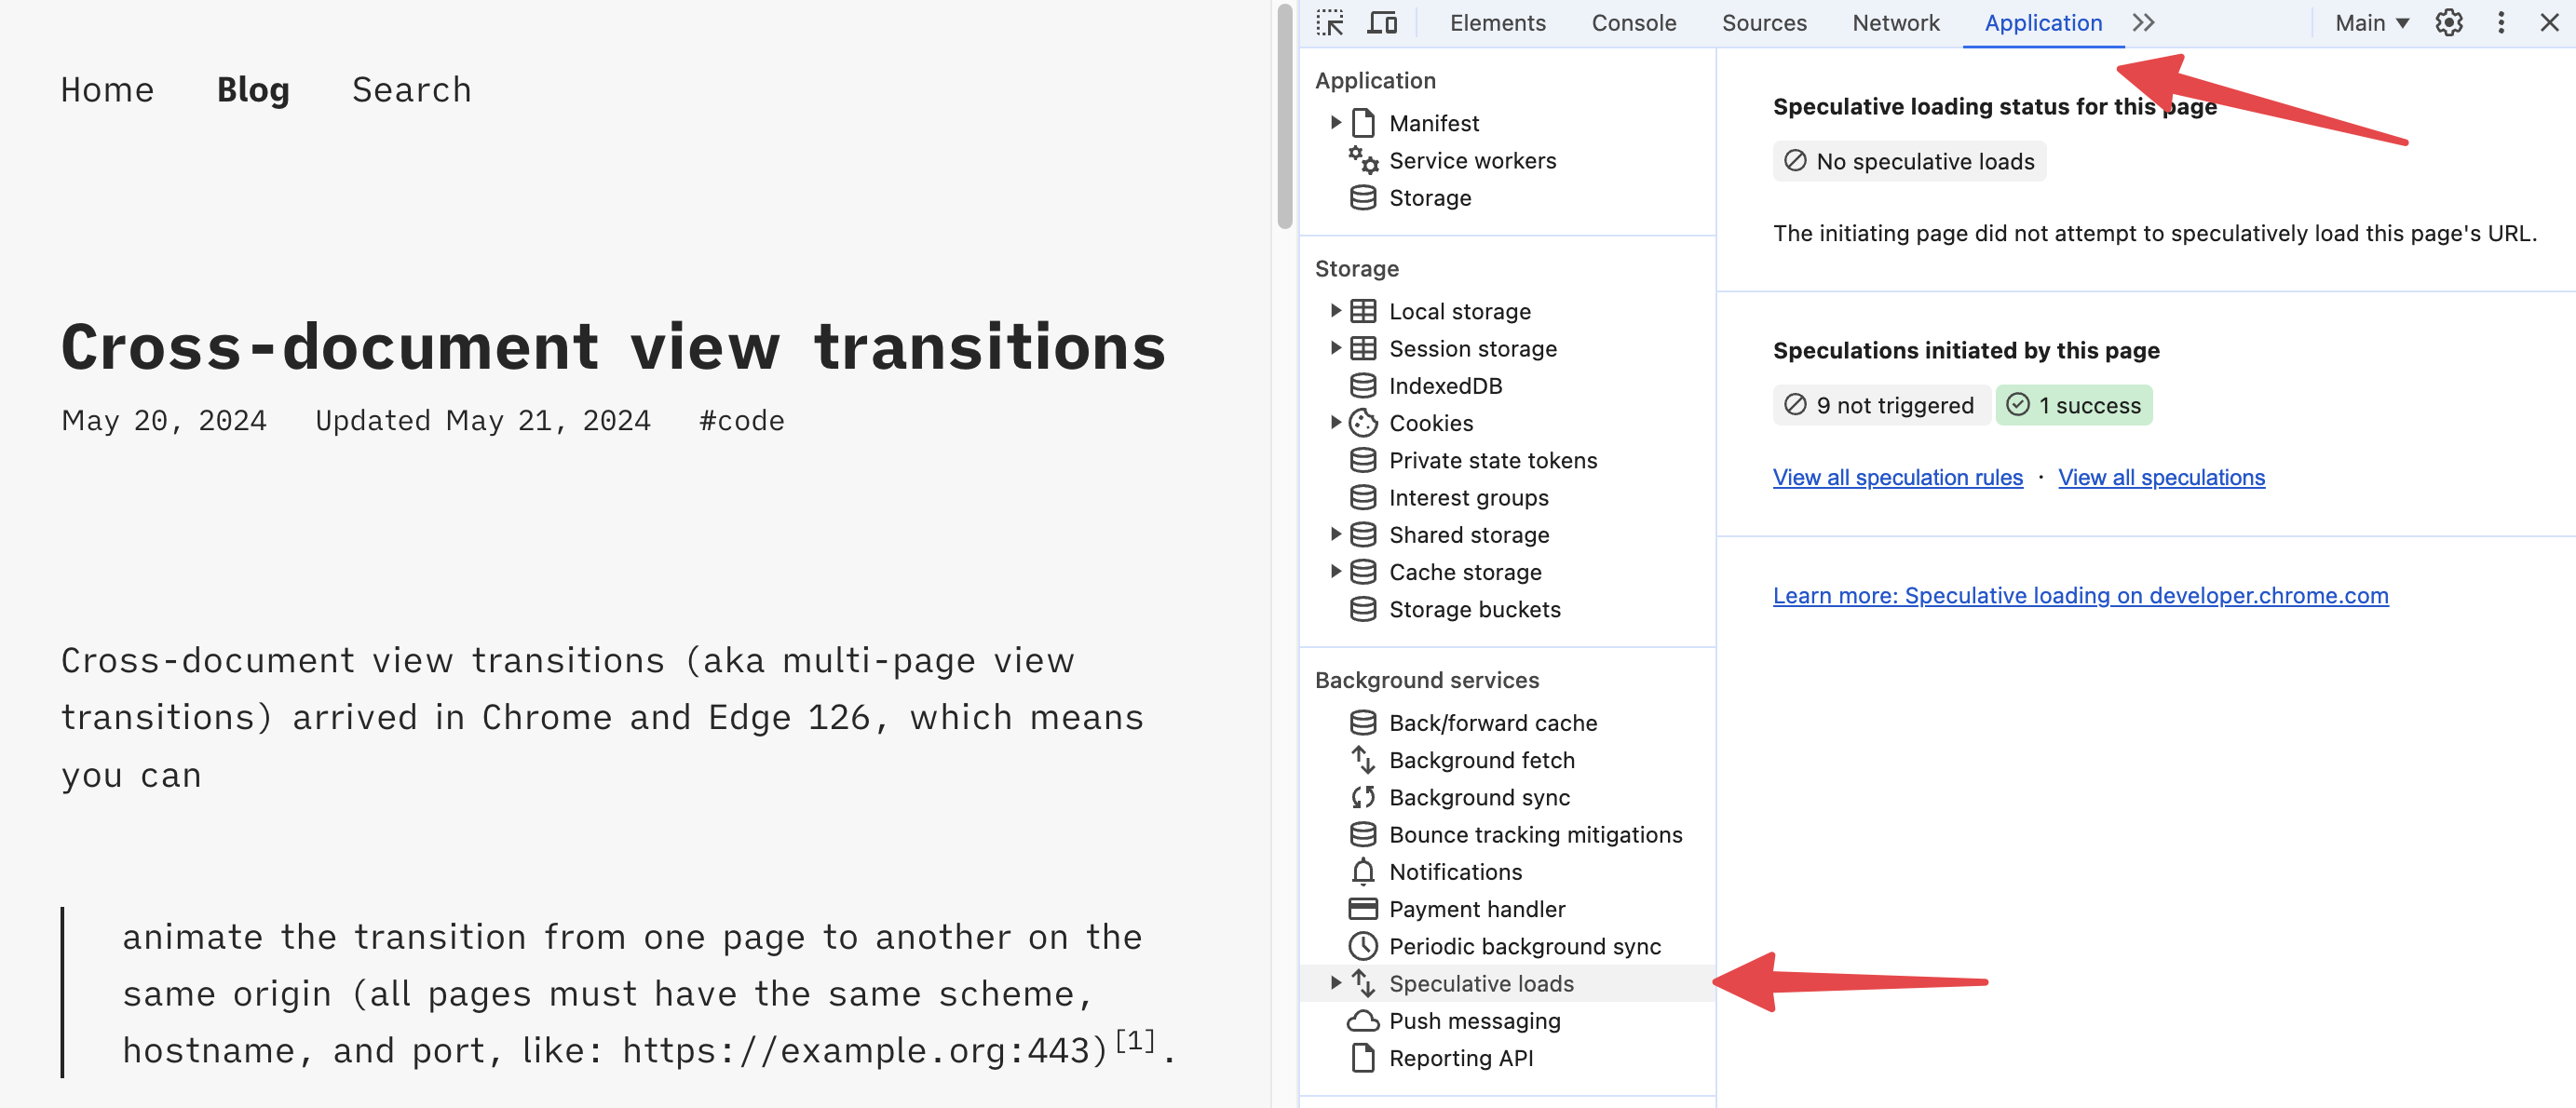 Home Blog Search
Cross-document view transitions
May 20, 2024 Updated May 21, 2024 #code
Cross-document view transitions (aka multi-page view
transitions) arrived in Chrome and Edge 126, which means
you can
animate the transition from one page to another on the
same origin (all pages must have the same scheme,
hostname, and port, like: https://example.org:443)[1].
Elements Console Sources Network Application Main
Application
Manifest
Service workers
Storage
Storage
Local storage
Session storage
IndexedDB
Cookies
Private state tokens
Interest groups
Shared storage
Cache storage
Storage buckets
Background services
Back/forward cache
Background fetch
Background sync
Bounce tracking mitigations
Notifications
Payment handler
Periodic background sync
Speculative loads
Push messaging
Reporting API
Speculative loading status for this page
No speculative loads
The initiating page did not attempt to speculatively load this page's URL.
Speculations initiated by this page
9 not triggered 1 success
View all speculation rules · View all speculations
Learn more: Speculative loading on developer.chrome.com